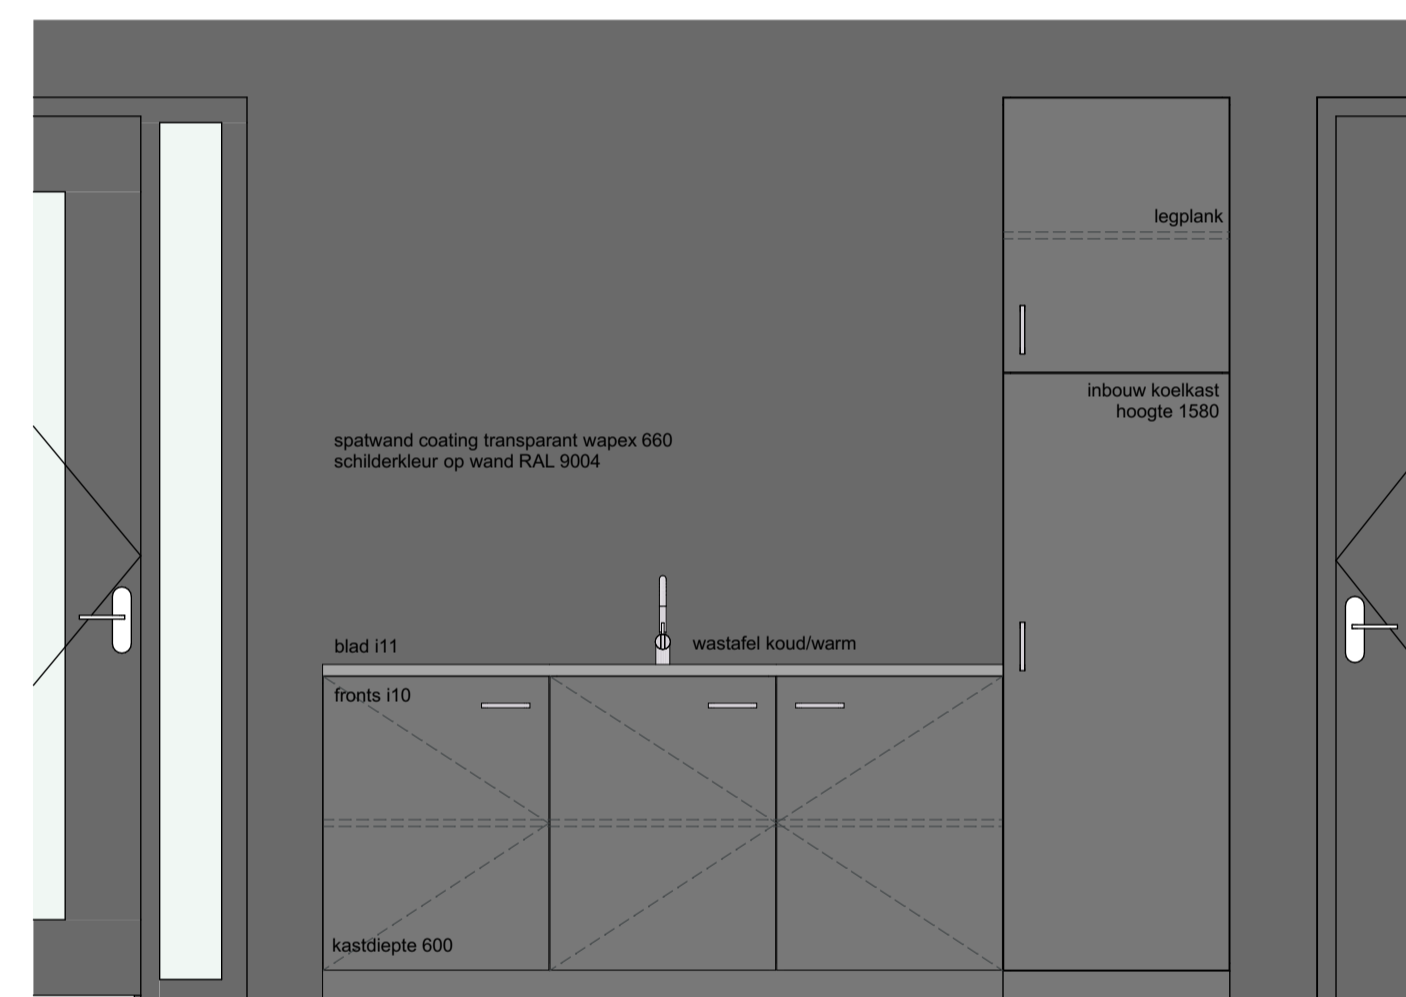 legplank
inbouw koelkast
hoogte 1580
spatwand coating transparant wapex 660
schilderkleur op wand RAL 9004
blad i11
wastafel koud/warm
fronts i10
kastdiepte 600